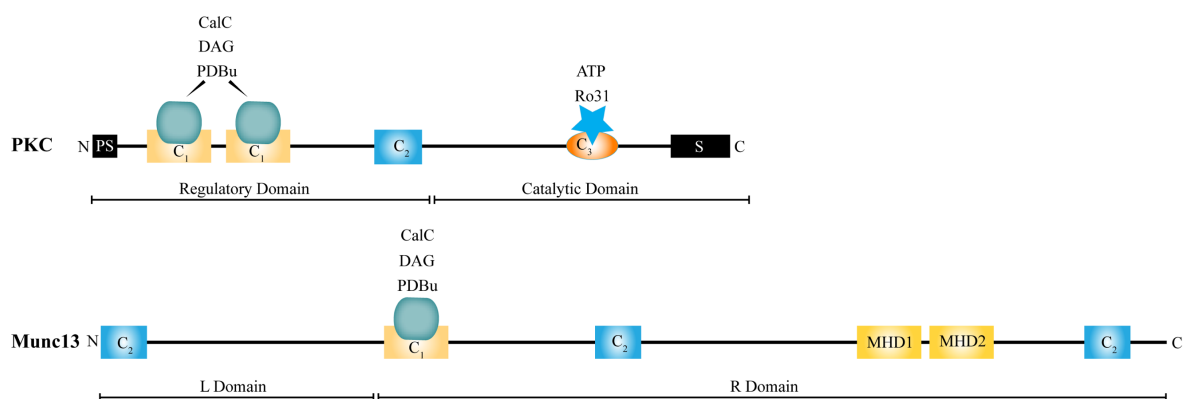 CalC
DAG
PDBu
ATP
Ro31
PKC N PS C₁ C₁ C₂ C₃ S C
Regulatory Domain Catalytic Domain
CalC
DAG
PDBu
Munc13 N C₂ C₁ C₂ MHD1 MHD2 C₂ C
L Domain R Domain